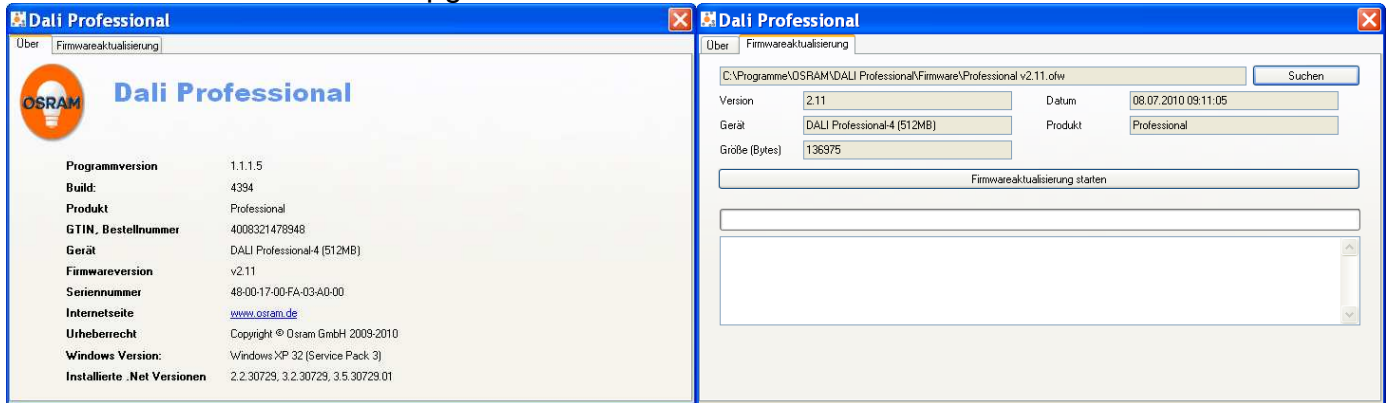 Dali Professional
Über Firmwareaktualisierung
OSRAM
Dali Professional
Programmversion 1.1.1.5
Build: 4394
Produkt Professional
GTIN, Bestellnummer 4008321478948
Gerät DALI Professional-4 (512MB)
Firmwareversion v2.11
Seriennummer 48-00-17-00-FA-03-A0-00
Internetseite www.osram.de
Urheberrecht Copyright © Osram GmbH 2009-2010
Windows Version: Windows XP 32 (Service Pack 3)
Installierte .Net Versionen 2.2.30729, 3.2.30729, 3.5.30729.01
Dali Professional
Über Firmwareaktualisierung
C:\Programme\OSRAM\DALI Professional\Firmware\Professional v2.11.ofw Suchen
Version 2.11 Datum 08.07.2010 09:11:05
Gerät DALI Professional-4 (512MB) Produkt Professional
Größe (Bytes) 136975
Firmwareaktualisierung starten